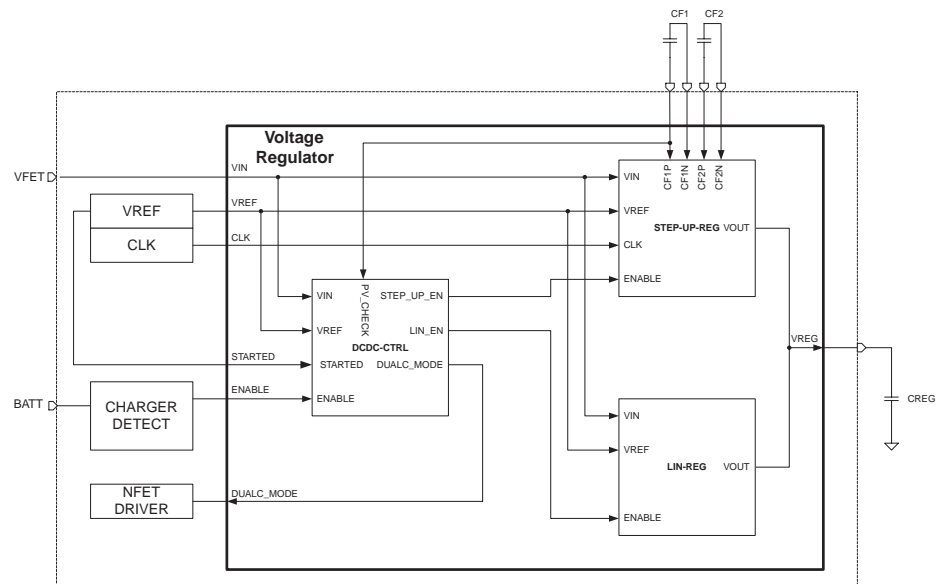 CF1
CF2
Voltage
Regulator
VFET
VIN
VREF
VREF
CLK
CLK
CF1P
CF1N
CF2P
CF2N
VIN
VREF
STEP-UP-REG
VOUT
CLK
ENABLE
PV_CHECK
VIN
STEP_UP_EN
VREF
LIN_EN
DCDC-CTRL
STARTED
STARTED
DUALC_MODE
ENABLE
ENABLE
VREG
BATT
CHARGER
DETECT
CREG
VIN
VREF
LIN-REG
VOUT
ENABLE
NFET
DRIVER
DUALC_MODE